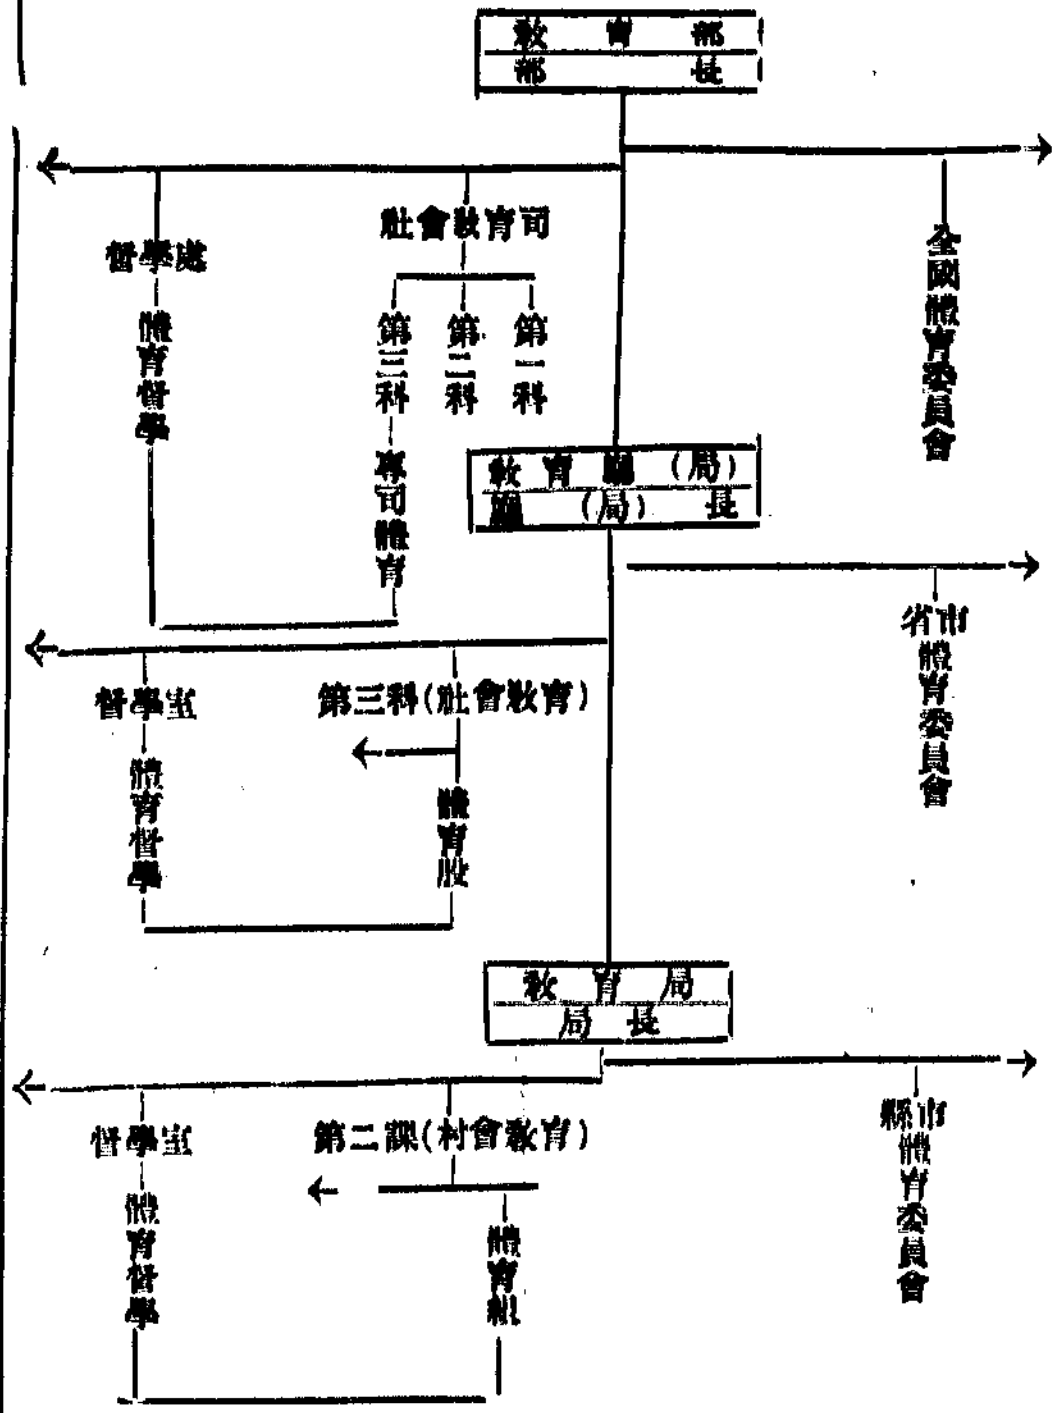 教育部
部長
社會教育司
督學處
全國體育委員會
第一科
第二科
第三科
專司體育
體育督學
教育廳(局)
廳(局)長
省市體育委員會
督學室
第三科(社會教育)
體育督學
體育股
教育局
局長
縣市體育委員會
督學室
第二課(村會教育)
體育督學
體育組